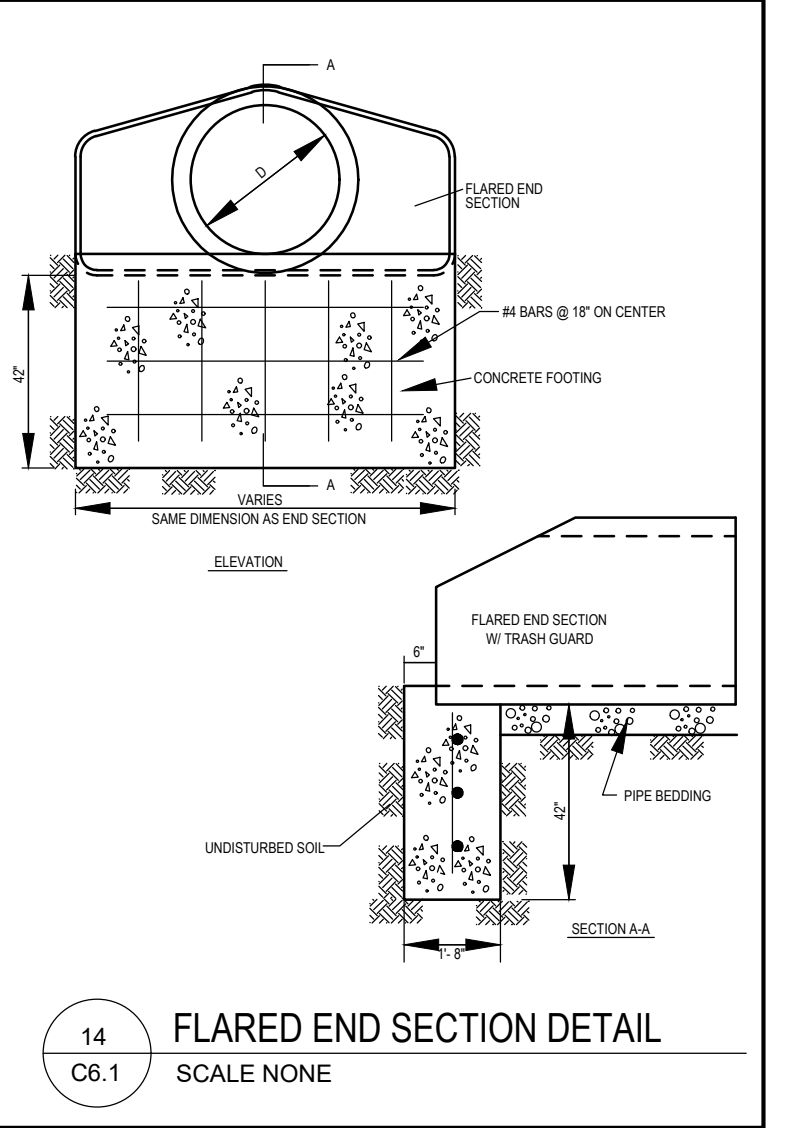 A
D
FLARED END
SECTION
#4 BARS @ 18" ON CENTER
CONCRETE FOOTING
42"
A
VARIES
SAME DIMENSION AS END SECTION
ELEVATION
FLARED END SECTION
W/ TRASH GUARD
6"
PIPE BEDDING
42"
UNDISTURBED SOIL
SECTION A-A
1'- 8"
14
C6.1
FLARED END SECTION DETAIL
SCALE NONE